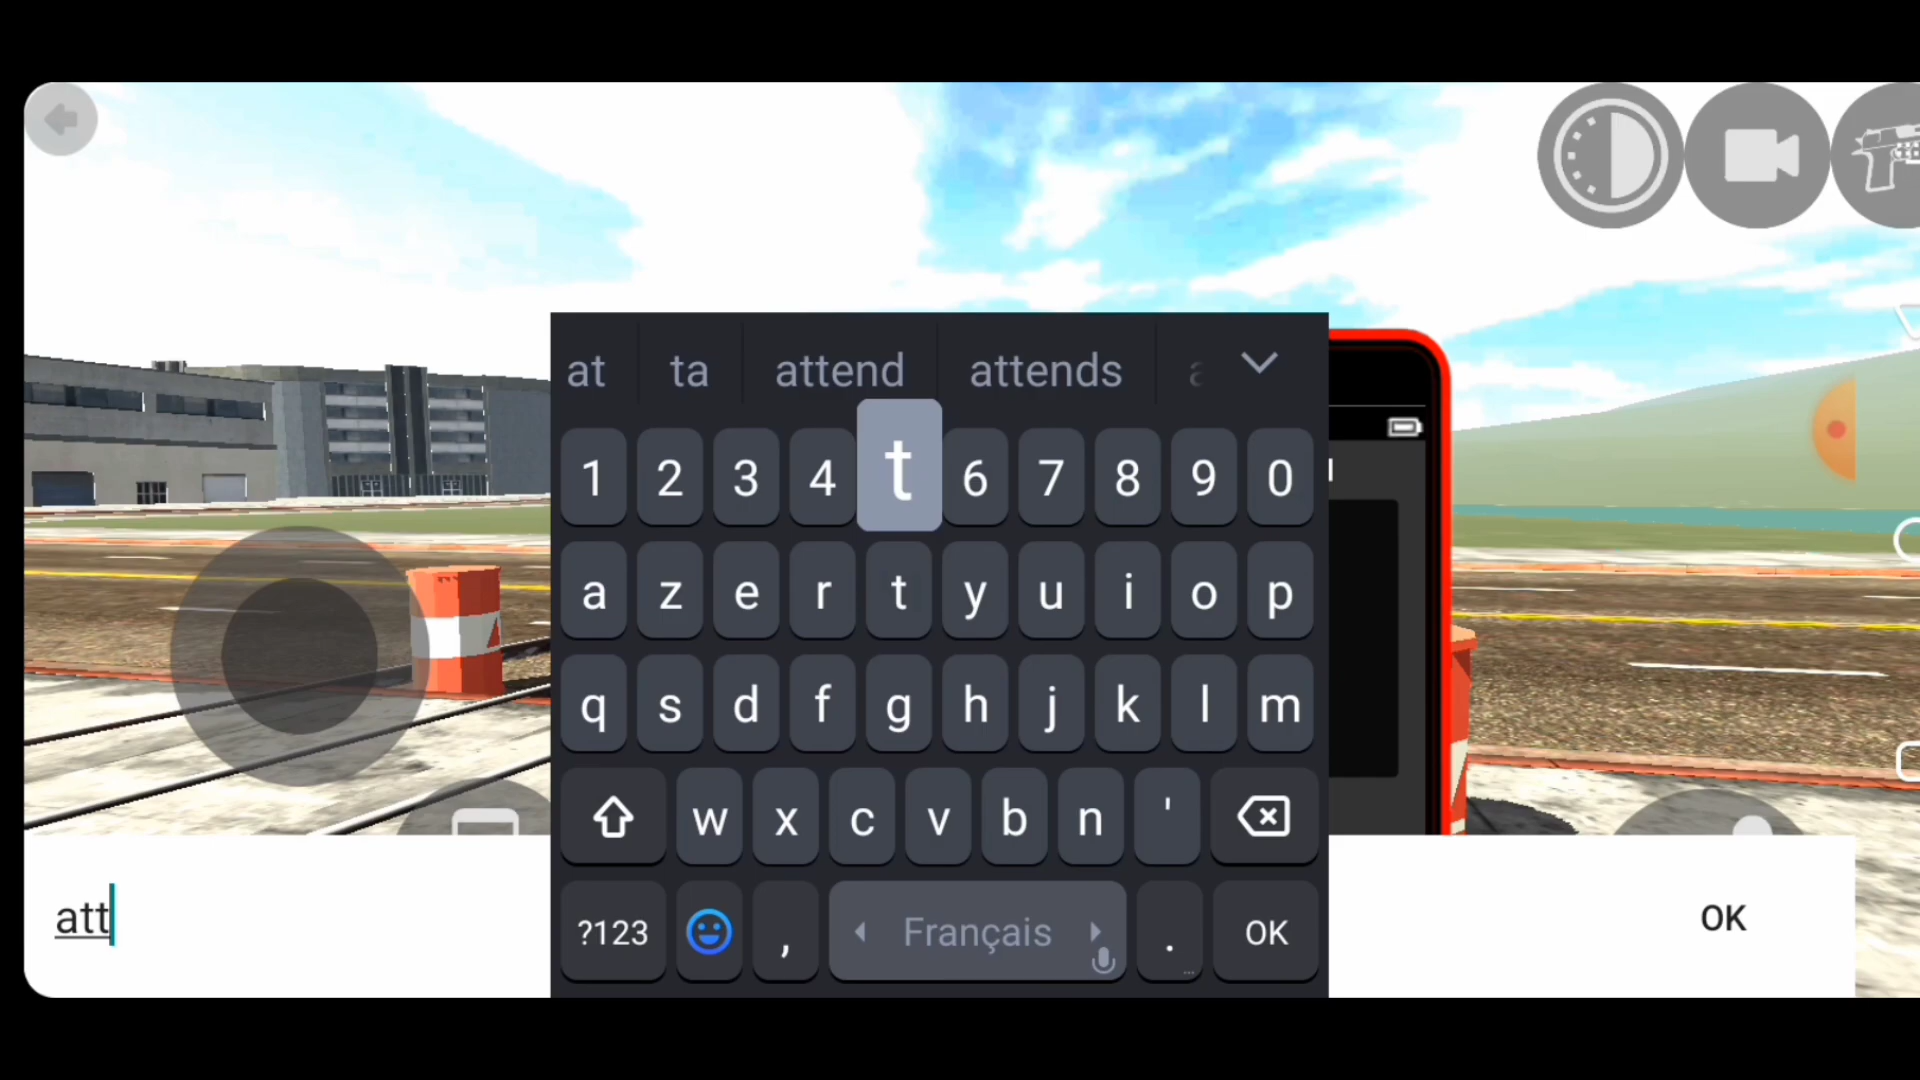 at ta attend attends
1 2 3 4 t 6 7 8 9 0
a z e r t y u i o p
q s d f g h j k l m
w x c v b n '
?123 , Français . ... OK
att
OK